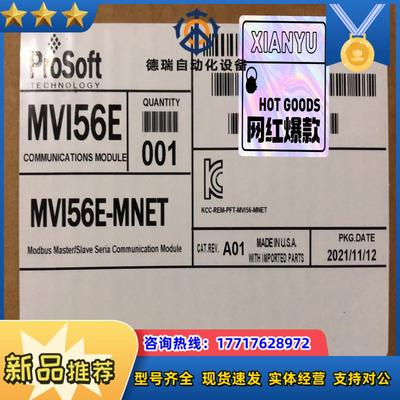 ProSoft
TECHNOLOGY
德瑞自动化设备
XIANYU
HOT GOODS
网红爆款
MVI56E
COMMUNICATIONS MODULE
QUANTITY
001
MVI56E-MNET
Modbus Master/Slave Seria Communication Module
KCC-REM-PFT-MVI56-MNET
CAT.REV. A01
MADE IN U.S.A.
WITH IMPORTED PARTS
PKG.DATE
2021/11/12
咨询热线：17717628972
新品推荐
型号齐全 现货速发 实体经营 支持对公